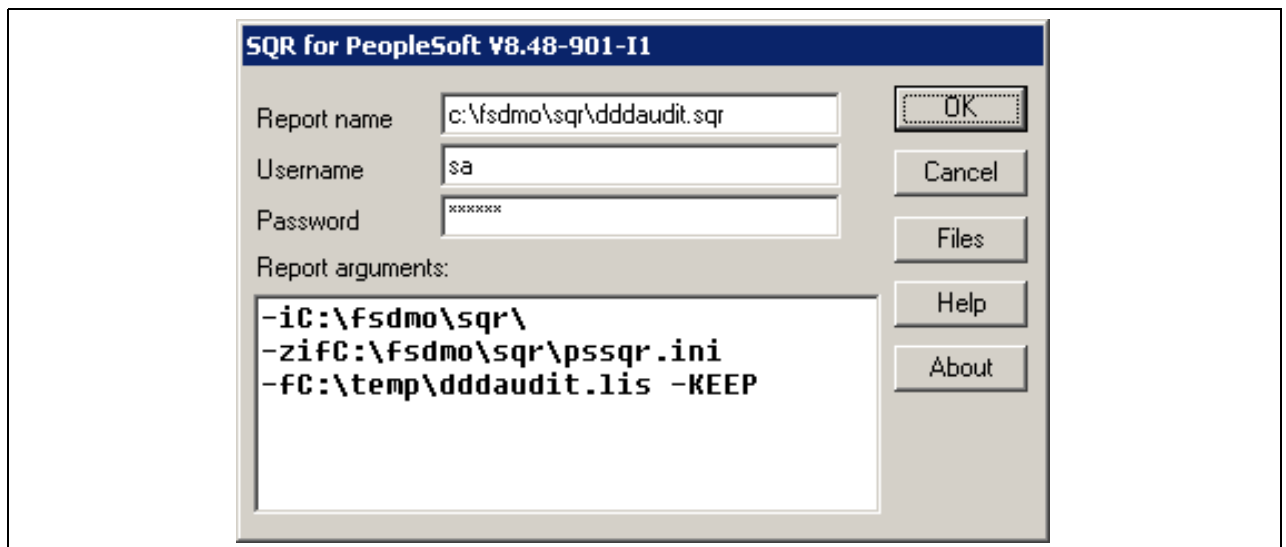 SQR for PeopleSoft V8.48-901-I1
Report name
c:\fsdmo\sqr\dddaudit.sqr
OK
Username
sa
Cancel
Password
******
Files
Report arguments:
-iC:\fsdmo\sqr\
-zifC:\fsdmo\sqr\pssqr.ini
-fC:\temp\dddaudit.lis -KEEP
Help
About